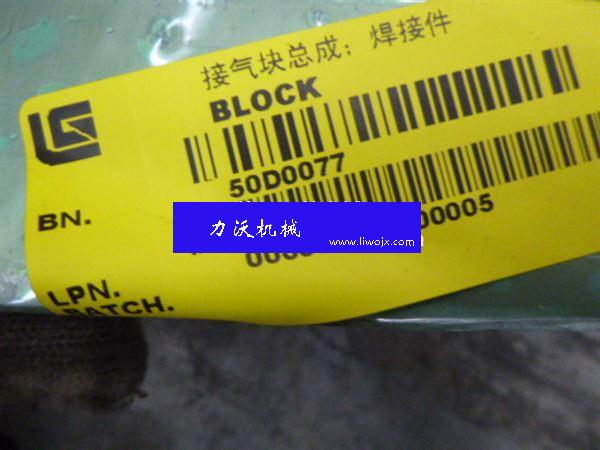 接气块总成；焊接件
BLOCK
50D0077
BN.
力沃机械
www.liwojx.com
LPN.
BATCH.